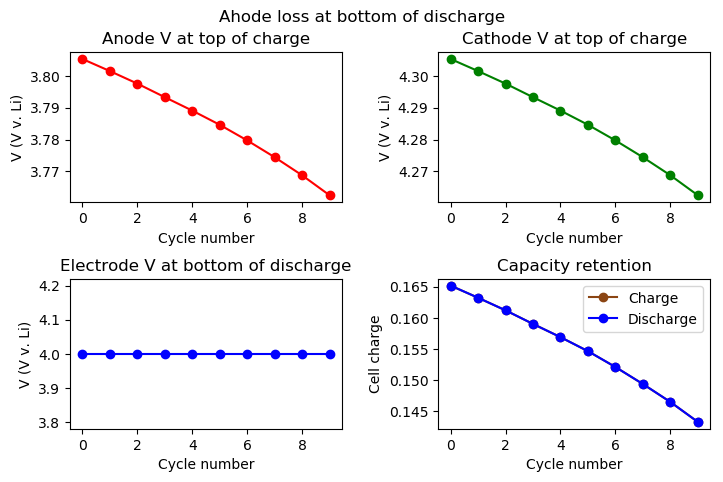 Ahode loss at bottom of discharge
Anode V at top of charge
V (V v. Li)
3.80
3.79
3.78
3.77
0 2 4 6 8
Cycle number
Cathode V at top of charge
V (V v. Li)
4.30
4.29
4.28
4.27
0 2 4 6 8
Cycle number
Electrode V at bottom of discharge
V (V v. Li)
4.2
4.1
4.0
3.9
3.8
0 2 4 6 8
Cycle number
Capacity retention
Cell charge
0.165
0.160
0.155
0.150
0.145
Charge
Discharge
0 2 4 6 8
Cycle number